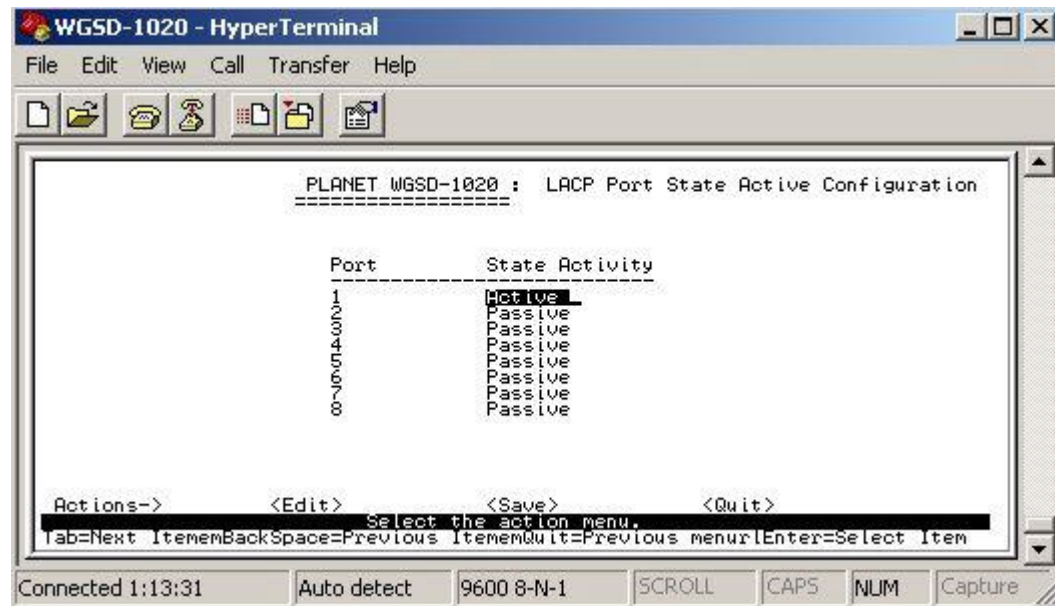 WGSD-1020 - HyperTerminal
File Edit View Call Transfer Help
PLANET WGSD-1020 : LACP Port State Active Configuration
==================
Port State Activity
---------------------------
1 Active _
2 Passive
3 Passive
4 Passive
5 Passive
6 Passive
7 Passive
8 Passive
Actions-> <Edit> <Save> <Quit>
Select the action menu.
Tab=Next ItememBackSpace=Previous ItememQuit=Previous menurlEnter=Select Item
Connected 1:13:31 Auto detect 9600 8-N-1 SCROLL CAPS NUM Capture